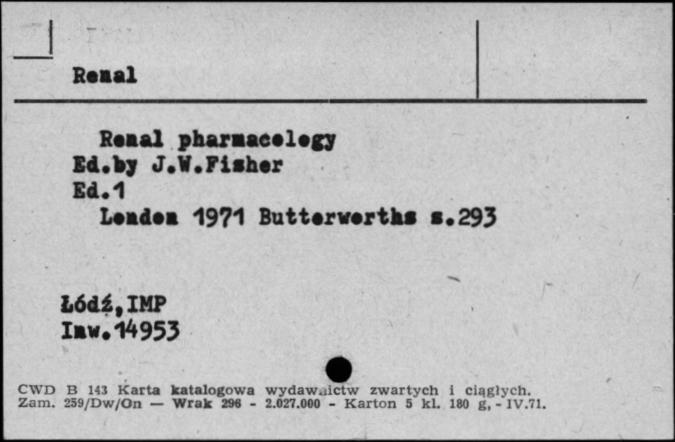 Renal
Renal pharmacology
Ed.by J.W.Fisher
Ed.1
London 1971 Butterworths s.293
Łódź,IMP
Inw.14953
CWD B 143 Karta katalogowa wydawnictw zwartych i ciągłych.
Zam. 259/Dw/On — Wrak 296 - 2.027.000 - Karton 5 kl. 180 g, - IV.71.